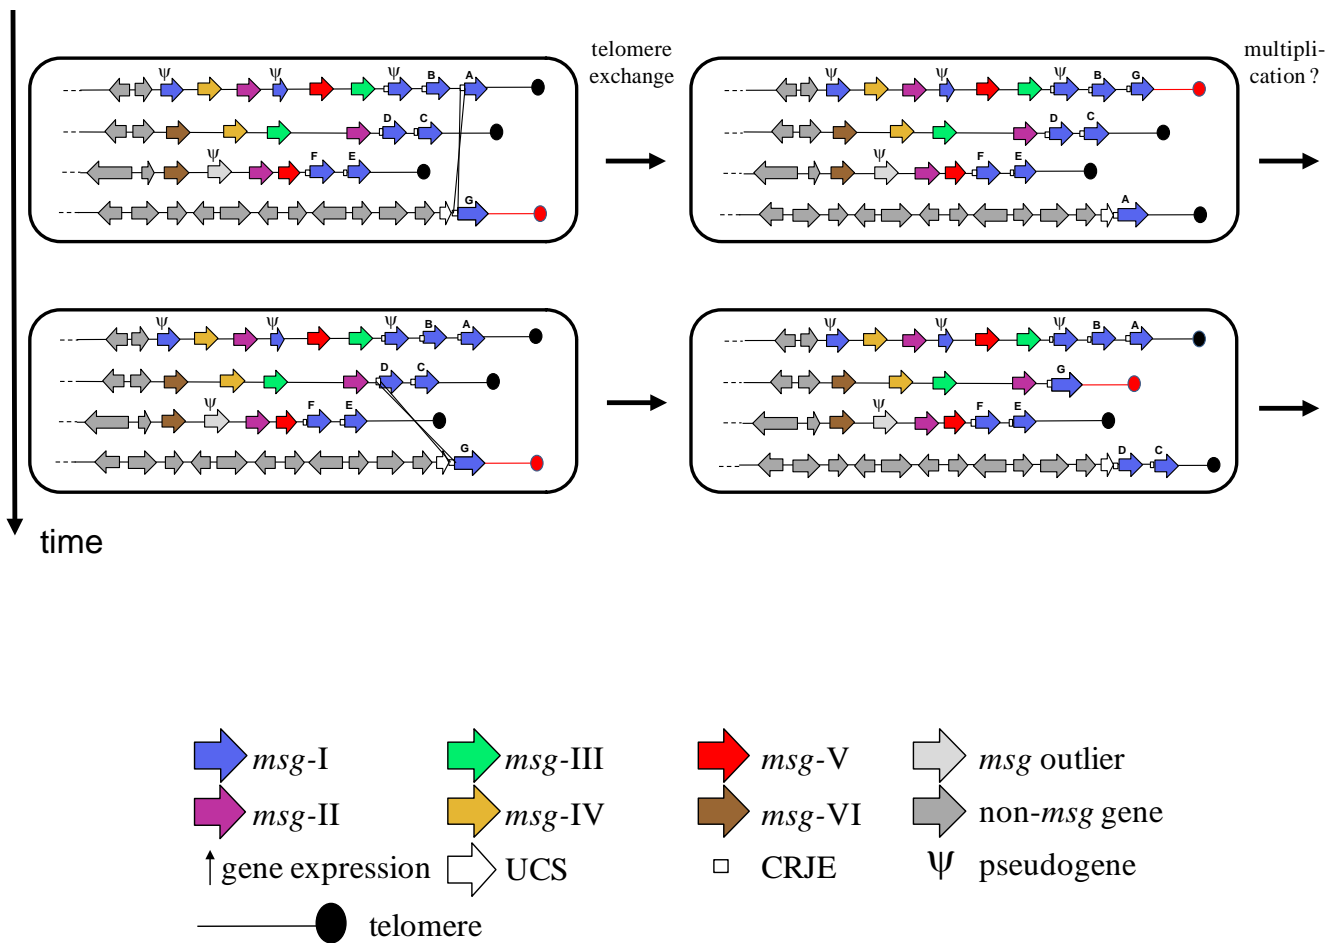 telomere
exchange
multipli-
cation ?
ψ ψ ψ B A
D C
ψ F E
G
ψ ψ ψ B G
D C
ψ F E
A
ψ ψ ψ B A
D C
ψ F E
G
ψ ψ ψ B A
G
ψ F E
D C
time
msg-I msg-III msg-V msg outlier
msg-II msg-IV msg-VI non-msg gene
gene expression UCS CRJE ψ pseudogene
telomere